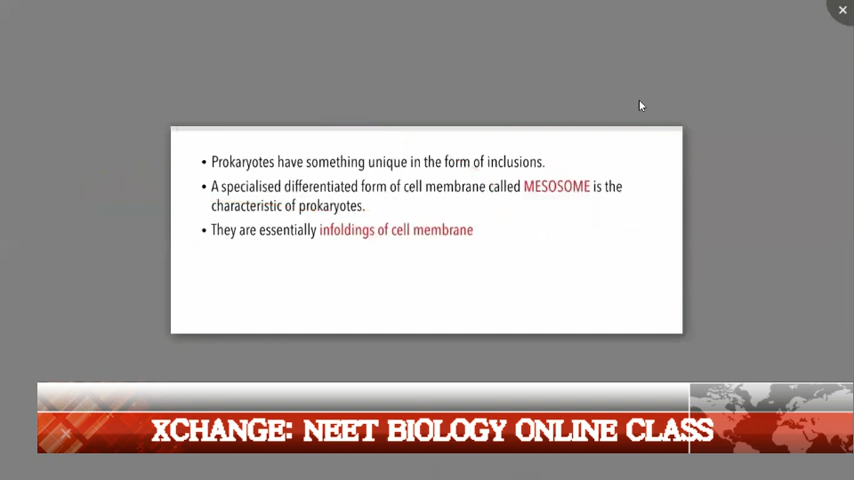 • Prokaryotes have something unique in the form of inclusions.
• A specialised differentiated form of cell membrane called MESOSOME is the
characteristic of prokaryotes.
• They are essentially infoldings of cell membrane
XCHANGE: NEET BIOLOGY ONLINE CLASS